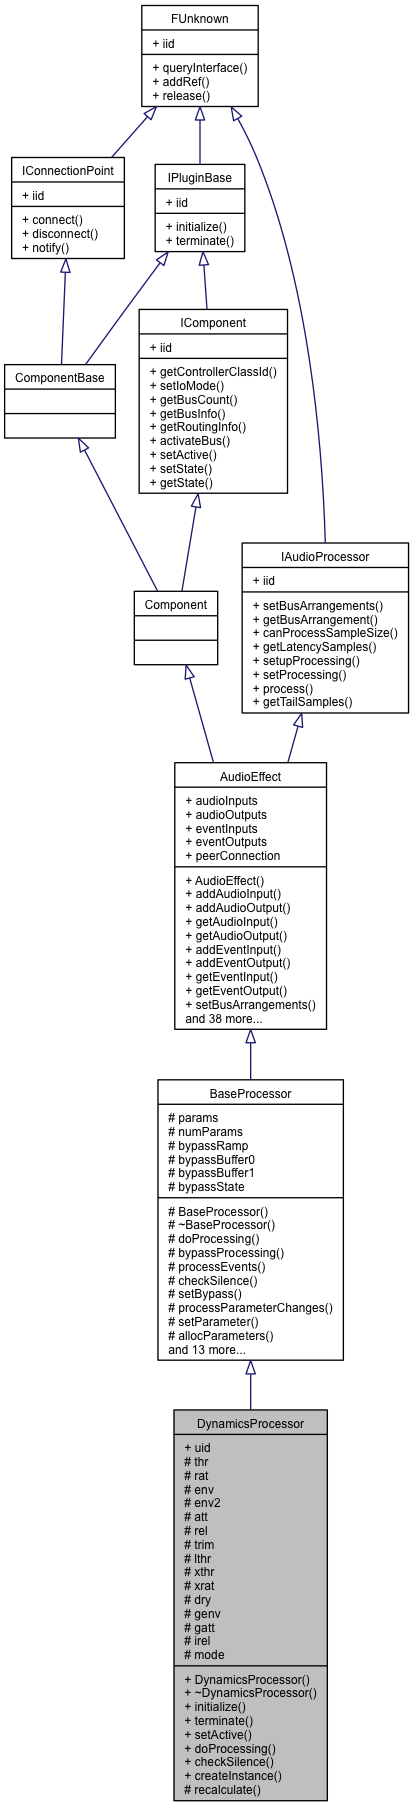 FUnknown
+ iid
+ queryInterface()
+ addRef()
+ release()
IConnectionPoint
+ iid
+ connect()
+ disconnect()
+ notify()
IPluginBase
+ iid
+ initialize()
+ terminate()
IComponent
+ iid
+ getControllerClassId()
+ setIoMode()
+ getBusCount()
+ getBusInfo()
+ getRoutingInfo()
+ activateBus()
+ setActive()
+ setState()
+ getState()
ComponentBase
IAudioProcessor
+ iid
+ setBusArrangements()
+ getBusArrangement()
+ canProcessSampleSize()
+ getLatencySamples()
+ setupProcessing()
+ setProcessing()
+ process()
+ getTailSamples()
Component
AudioEffect
+ audioInputs
+ audioOutputs
+ eventInputs
+ eventOutputs
+ peerConnection
+ AudioEffect()
+ addAudioInput()
+ addAudioOutput()
+ getAudioInput()
+ getAudioOutput()
+ addEventInput()
+ addEventOutput()
+ getEventInput()
+ getEventOutput()
+ setBusArrangements()
and 38 more...
BaseProcessor
# params
# numParams
# bypassRamp
# bypassBuffer0
# bypassBuffer1
# bypassState
# BaseProcessor()
# ~BaseProcessor()
# doProcessing()
# bypassProcessing()
# processEvents()
# checkSilence()
# setBypass()
# processParameterChanges()
# setParameter()
# allocParameters()
and 13 more...
DynamicsProcessor
+ uid
# thr
# rat
# env
# env2
# att
# rel
# trim
# lthr
# xthr
# xrat
# dry
# genv
# gatt
# irel
# mode
+ DynamicsProcessor()
+ ~DynamicsProcessor()
+ initialize()
+ terminate()
+ setActive()
+ doProcessing()
+ checkSilence()
+ createInstance()
# recalculate()